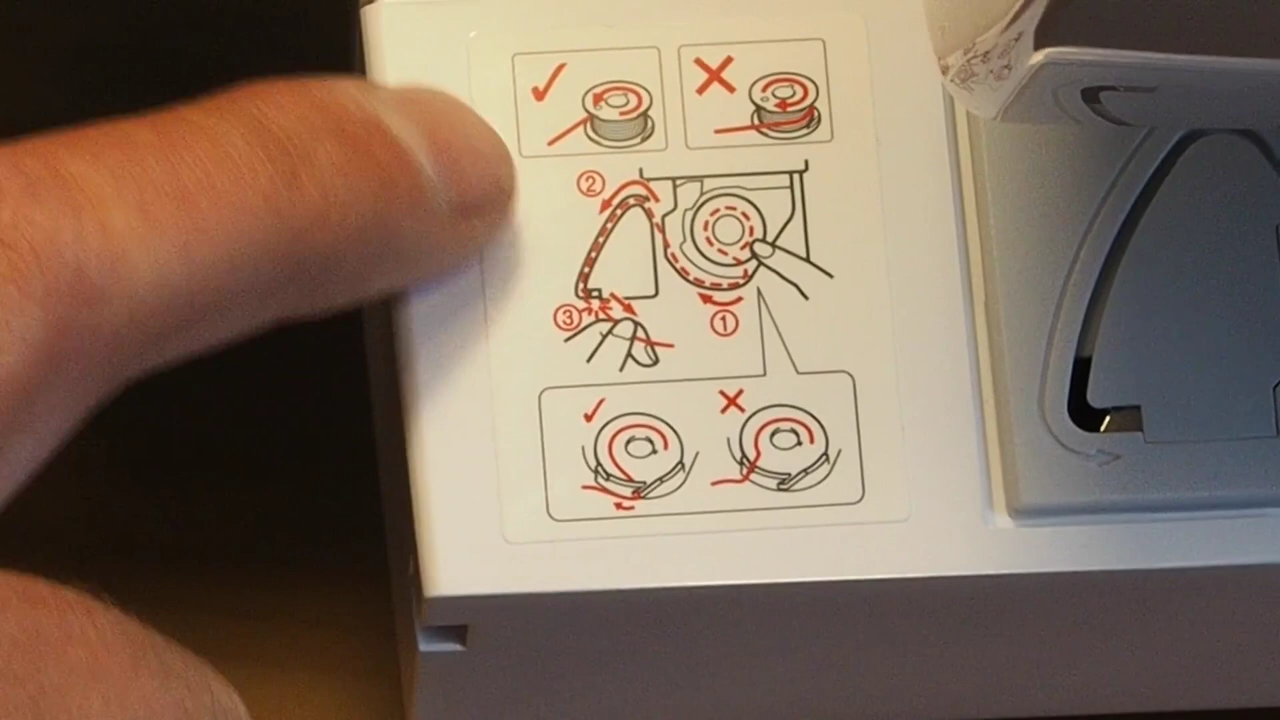 ②
③
①